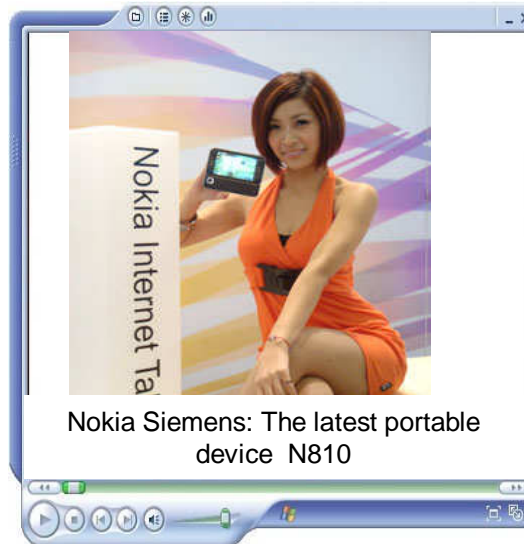 Nokia Internet Ta
Nokia Siemens: The latest portable
device N810